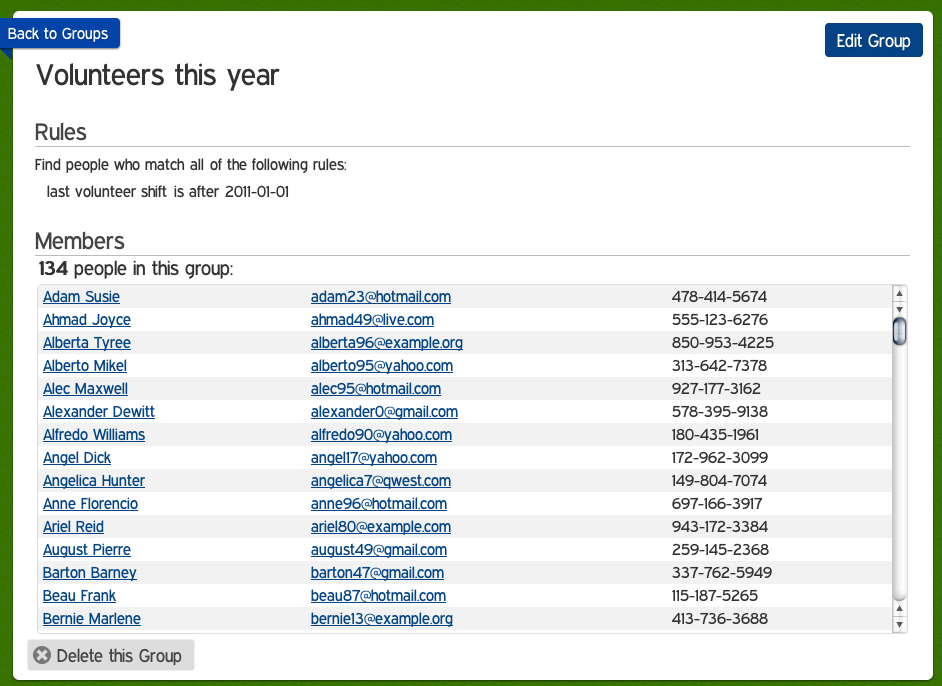 Back to Groups
Edit Group
Volunteers this year
Rules
Find people who match all of the following rules:
last volunteer shift is after 2011-01-01
Members
134 people in this group:
Adam Susie adam23@hotmail.com 478-414-5674
Ahmad Joyce ahmad49@live.com 555-123-6276
Alberta Tyree alberta96@example.org 850-953-4225
Alberto Mikel alberto95@yahoo.com 313-642-7378
Alec Maxwell alec95@hotmail.com 927-177-3162
Alexander Dewitt alexander0@gmail.com 578-395-9138
Alfredo Williams alfredo90@yahoo.com 180-435-1961
Angel Dick angel17@yahoo.com 172-962-3099
Angelica Hunter angelica7@qwest.com 149-804-7074
Anne Florencio anne96@hotmail.com 697-166-3917
Ariel Reid ariel80@example.com 943-172-3384
August Pierre august49@gmail.com 259-145-2368
Barton Barney barton47@gmail.com 337-762-5949
Beau Frank beau87@hotmail.com 115-187-5265
Bernie Marlene bernie13@example.org 413-736-3688
Delete this Group